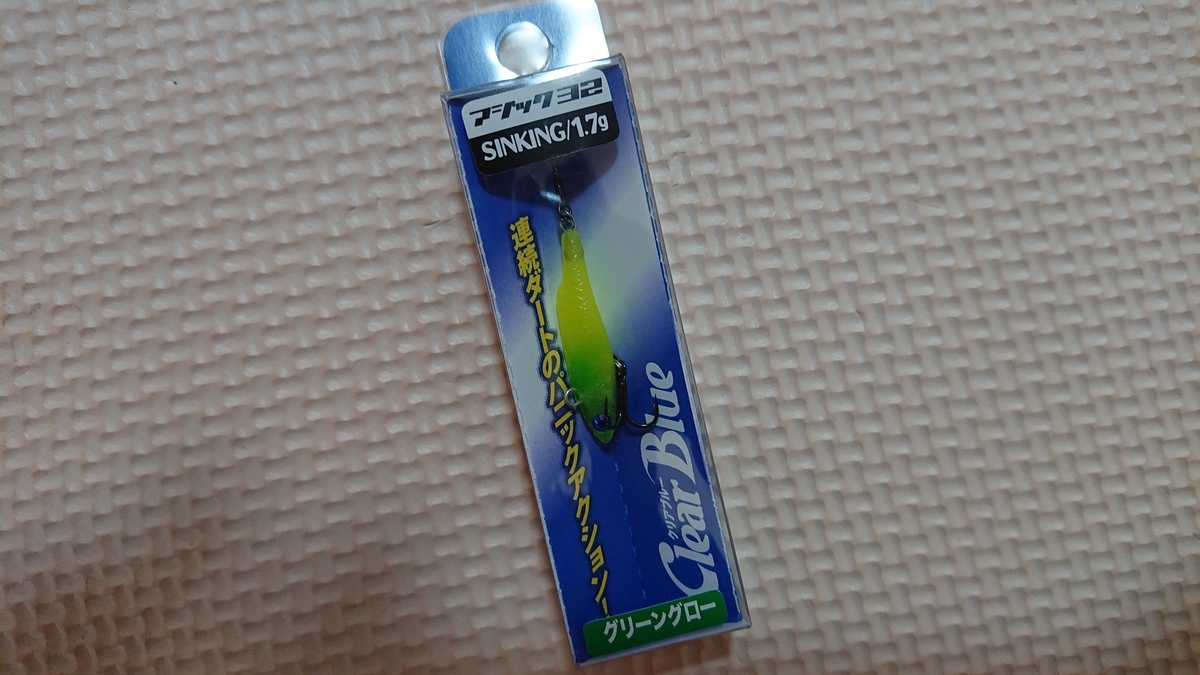 アジック32
SINKING/1.7g
連続ダートのパニックアクション!
クリアブルー
Clear Blue
グリーングロー